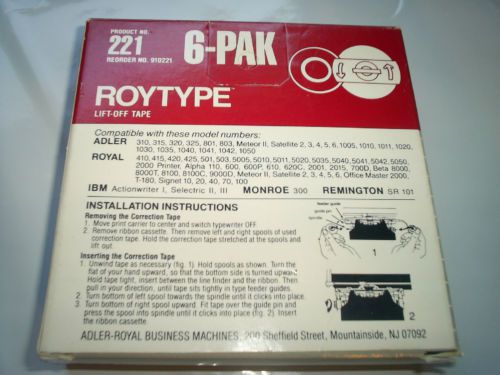 PRODUCT NO.
221
REORDER NO. 910221
6-PAK
ROYTYPE™
LIFT-OFF TAPE
Compatible with these model numbers:
ADLER 310, 315, 320, 325, 801, 803, Meteor II, Satellite 2, 3, 4, 5, 6, 1005, 1010, 1011, 1020,
1030, 1035, 1040, 1041, 1042, 1050
ROYAL 410, 415, 420, 425, 501, 503, 5005, 5010, 5011, 5020, 5035, 5040, 5041, 5042, 5050,
2000 Printer, Alpha 110, 600, 600P, 610, 620C, 2001, 2015, 700D, Beta 8000,
8000T, 8100, 8100C, 9000D, Meteor II, Satellite 2, 3, 4, 5, 6, Office Master 2000,
T-180, Signet 10, 20, 40, 70, 100
IBM Actionwriter I, Selectric II, III MONROE 300 REMINGTON SR 101
INSTALLATION INSTRUCTIONS
Removing the Correction Tape
1. Move print carrier to center and switch typewriter OFF.
2. Remove ribbon cassette. Then remove left and right spools of used
correction tape. Hold the correction tape stretched at the spools and
lift out.
Inserting the Correction Tape
1. Unwind tape as necessary (fig. 1). Hold spools as shown. Turn the
flat of your hand upward, so that the bottom side is turned upward.
Hold tape tight, insert between the line finder and the ribbon. Then
pull in your direction, until tape sits tightly in type feeder guides.
2. Turn bottom of left spool towards the spindle until it clicks into place.
3. Turn bottom of right spool upward. Fit tape over the guide pin and
press the spool into spindle until it clicks into place (fig. 2). Insert
the ribbon cassette.
feeder guide
guide pin
spindle
1
2
ADLER-ROYAL BUSINESS MACHINES, 200 Sheffield Street, Mountainside, NJ 07092